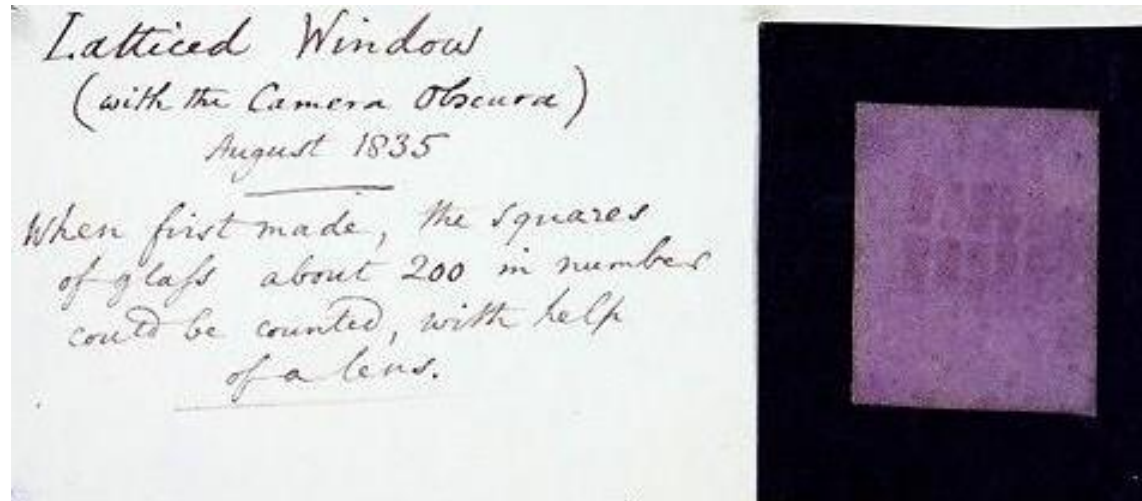 Latticed Window
(with the Camera Obscura)
August 1835
When first made, the squares
of glaſs about 200 in number
could be counted, with help
of a lens.